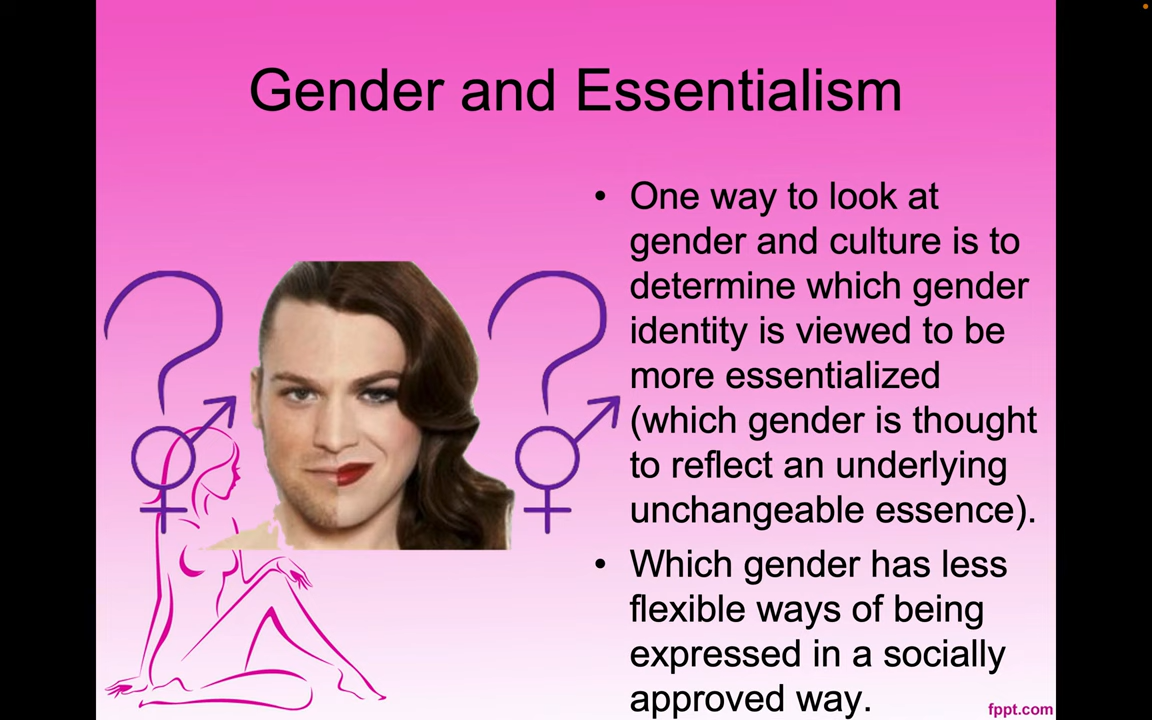 Gender and Essentialism
• One way to look at
gender and culture is to
determine which gender
identity is viewed to be
more essentialized
(which gender is thought
to reflect an underlying
unchangeable essence).
• Which gender has less
flexible ways of being
expressed in a socially
approved way.
fppt.com